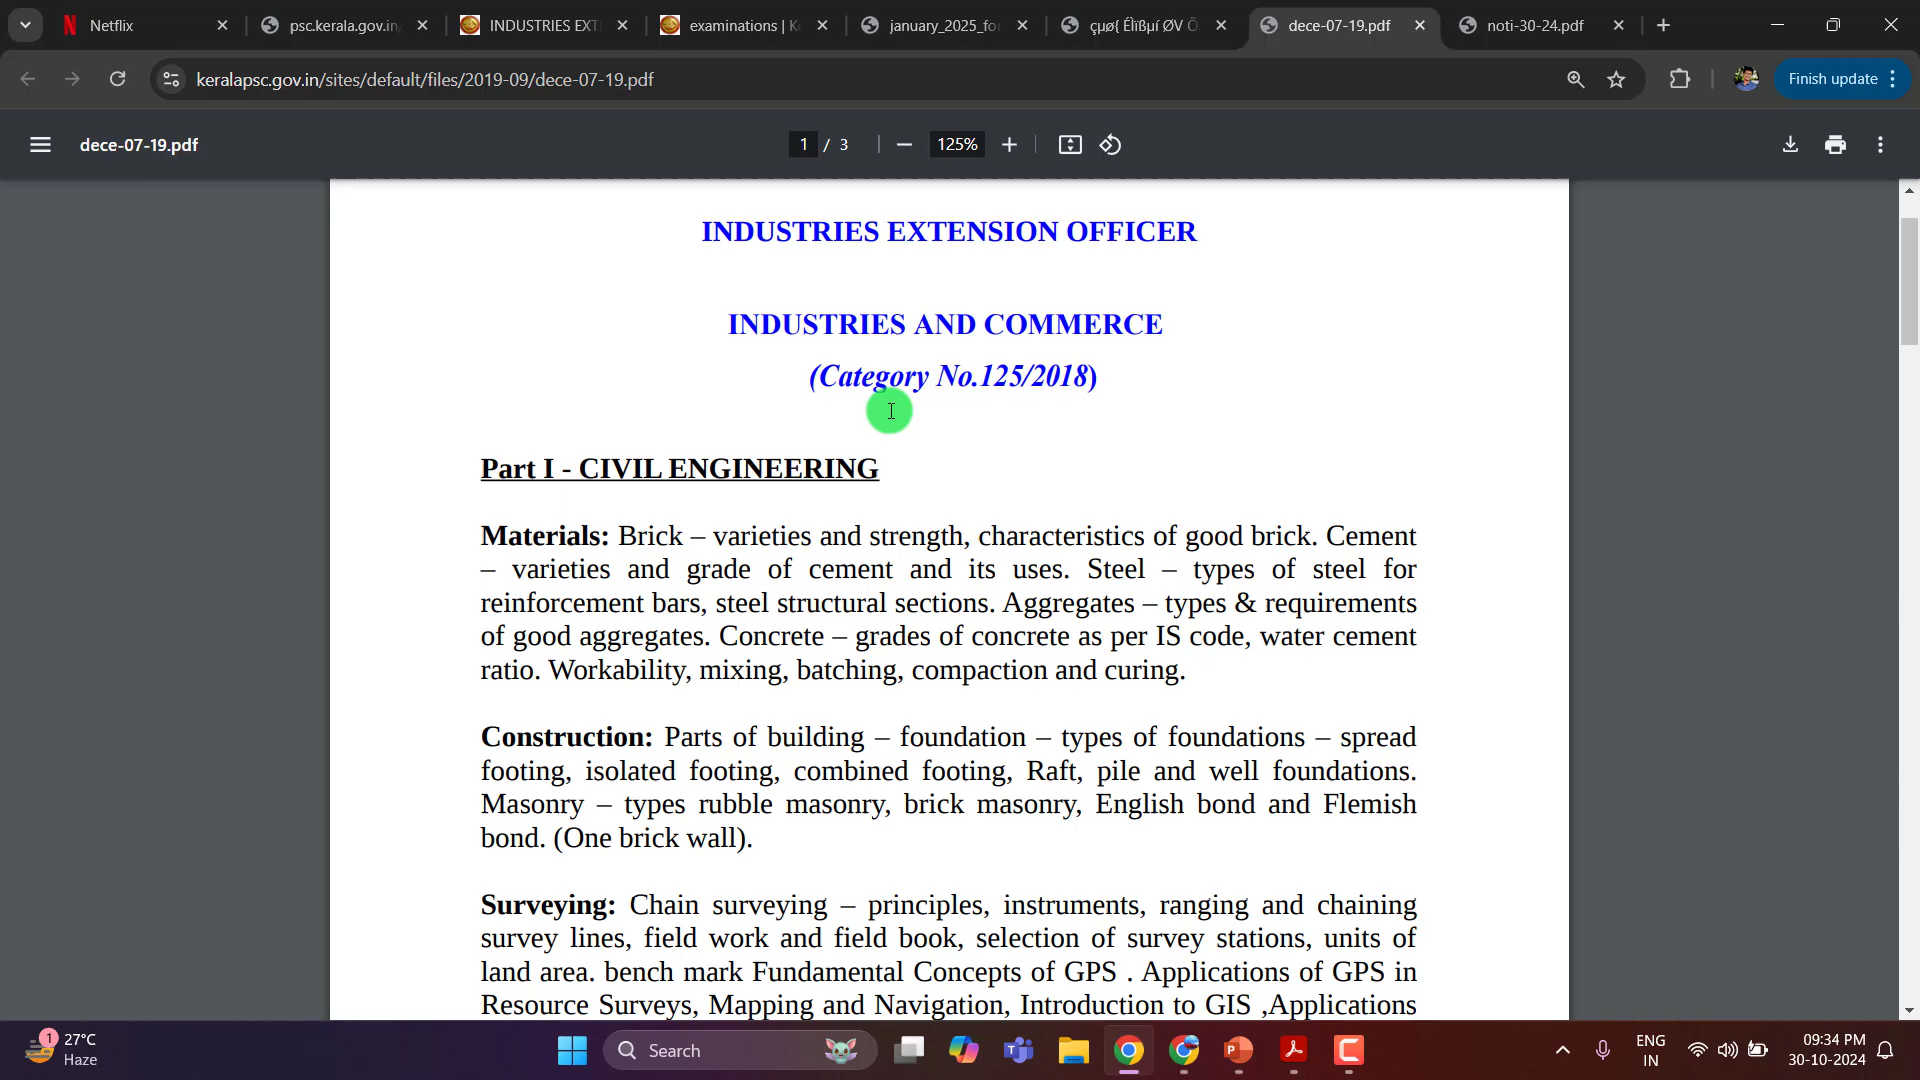 Netflix
psc.kerala.gov.in
INDUSTRIES EXT
examinations | Ke
january_2025_for
çµø{ Élìßµí ØV Õ
dece-07-19.pdf
noti-30-24.pdf
keralapsc.gov.in/sites/default/files/2019-09/dece-07-19.pdf
Finish update
dece-07-19.pdf
1 / 3
125%
INDUSTRIES EXTENSION OFFICER
INDUSTRIES AND COMMERCE
(Category No.125/2018)
Part I - CIVIL ENGINEERING
Materials: Brick – varieties and strength, characteristics of good brick. Cement
– varieties and grade of cement and its uses. Steel – types of steel for
reinforcement bars, steel structural sections. Aggregates – types & requirements
of good aggregates. Concrete – grades of concrete as per IS code, water cement
ratio. Workability, mixing, batching, compaction and curing.
Construction: Parts of building – foundation – types of foundations – spread
footing, isolated footing, combined footing, Raft, pile and well foundations.
Masonry – types rubble masonry, brick masonry, English bond and Flemish
bond. (One brick wall).
Surveying: Chain surveying – principles, instruments, ranging and chaining
survey lines, field work and field book, selection of survey stations, units of
land area. bench mark Fundamental Concepts of GPS . Applications of GPS in
Resource Surveys, Mapping and Navigation, Introduction to GIS ,Applications
1
27°C
Haze
Search
ENG
IN
09:34 PM
30-10-2024